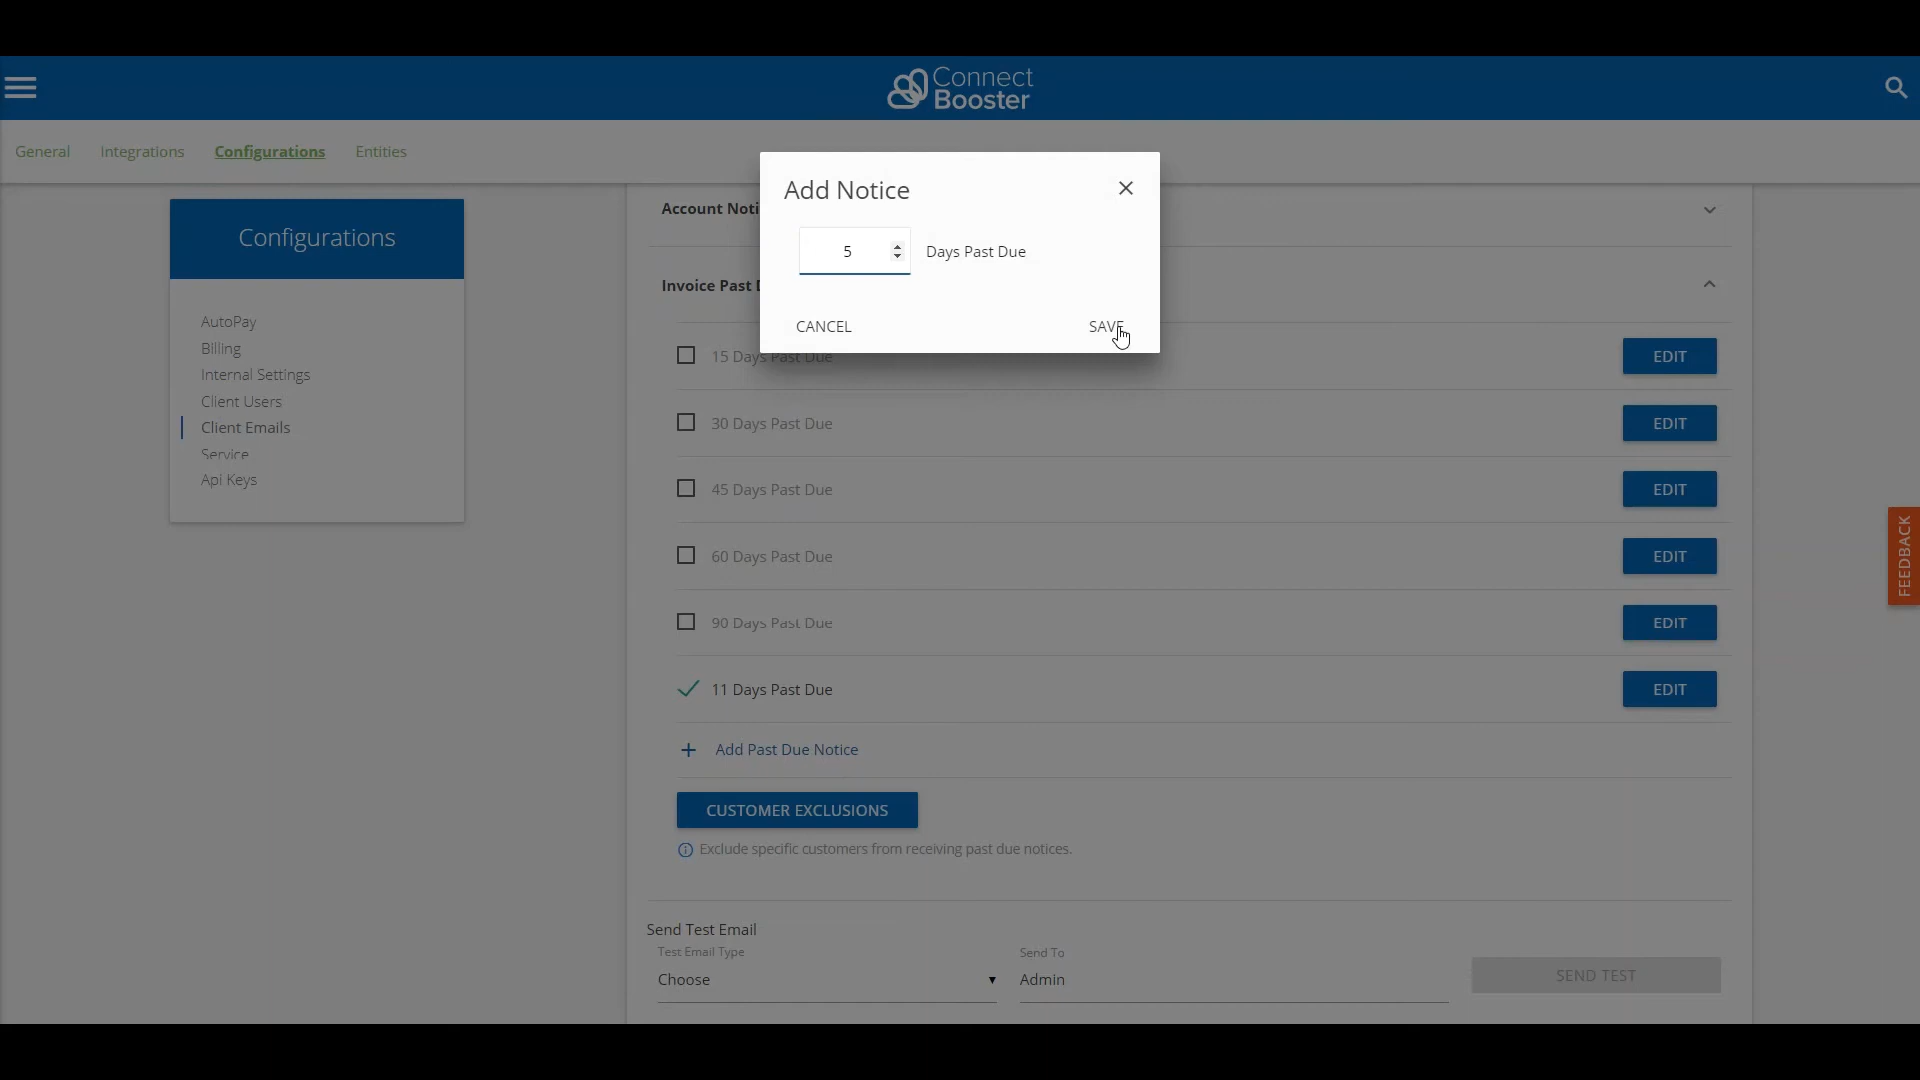 Connect
Booster
General Integrations Configurations Entities
Add Notice
5 Days Past Due
CANCEL SAVE
Configurations
AutoPay
Billing
Internal Settings
Client Users
Client Emails
Service
Api Keys
Account Noti
Invoice Past
15 Days Past Due EDIT
30 Days Past Due EDIT
45 Days Past Due EDIT
60 Days Past Due EDIT
90 Days Past Due EDIT
11 Days Past Due EDIT
+ Add Past Due Notice
CUSTOMER EXCLUSIONS
Exclude specific customers from receiving past due notices.
Send Test Email
Test Email Type Send To
Choose Admin SEND TEST
FEEDBACK